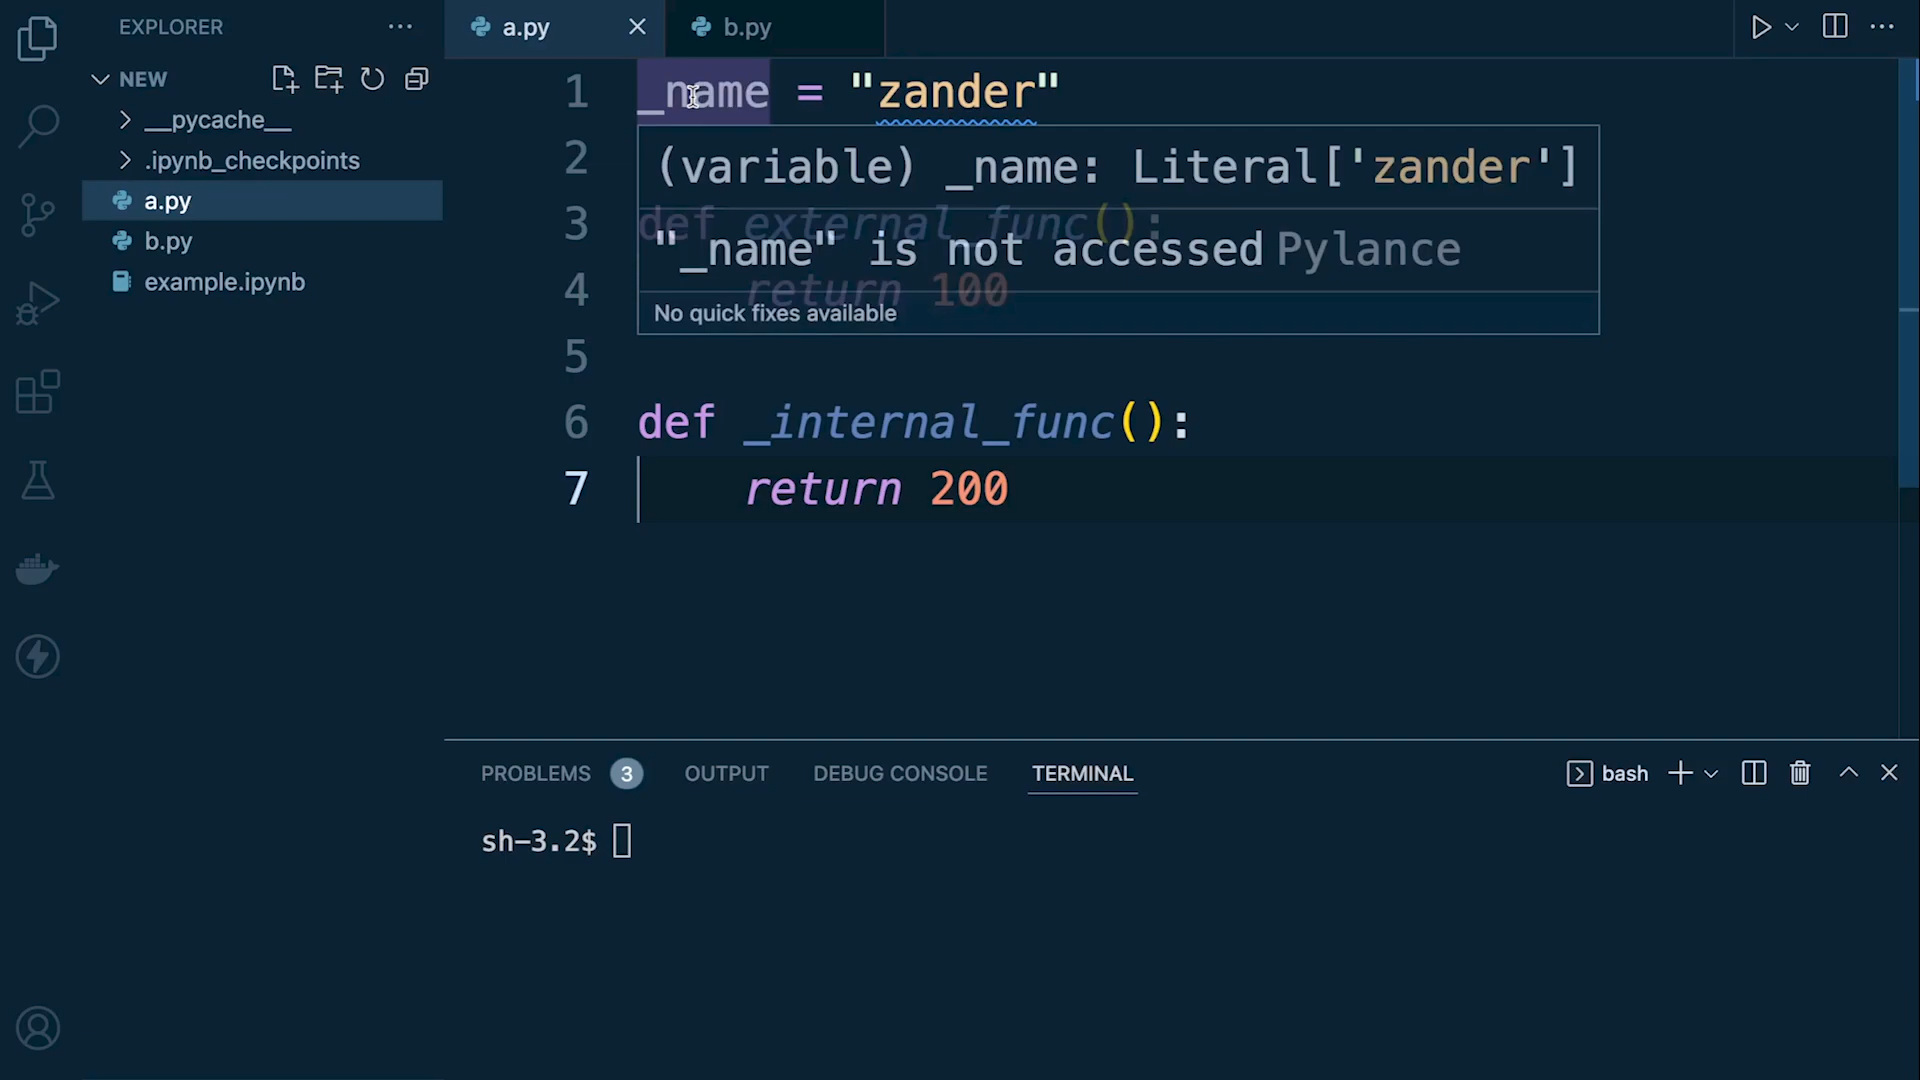 EXPLORER
NEW
__pycache__
.ipynb_checkpoints
a.py
b.py
example.ipynb
a.py
b.py
1 _name = "zander"
2
3 def external_func():
4 return 100
5
6 def _internal_func():
7 return 200
(variable) _name: Literal['zander']
"_name" is not accessed Pylance
No quick fixes available
PROBLEMS 3 OUTPUT DEBUG CONSOLE TERMINAL
bash
sh-3.2$